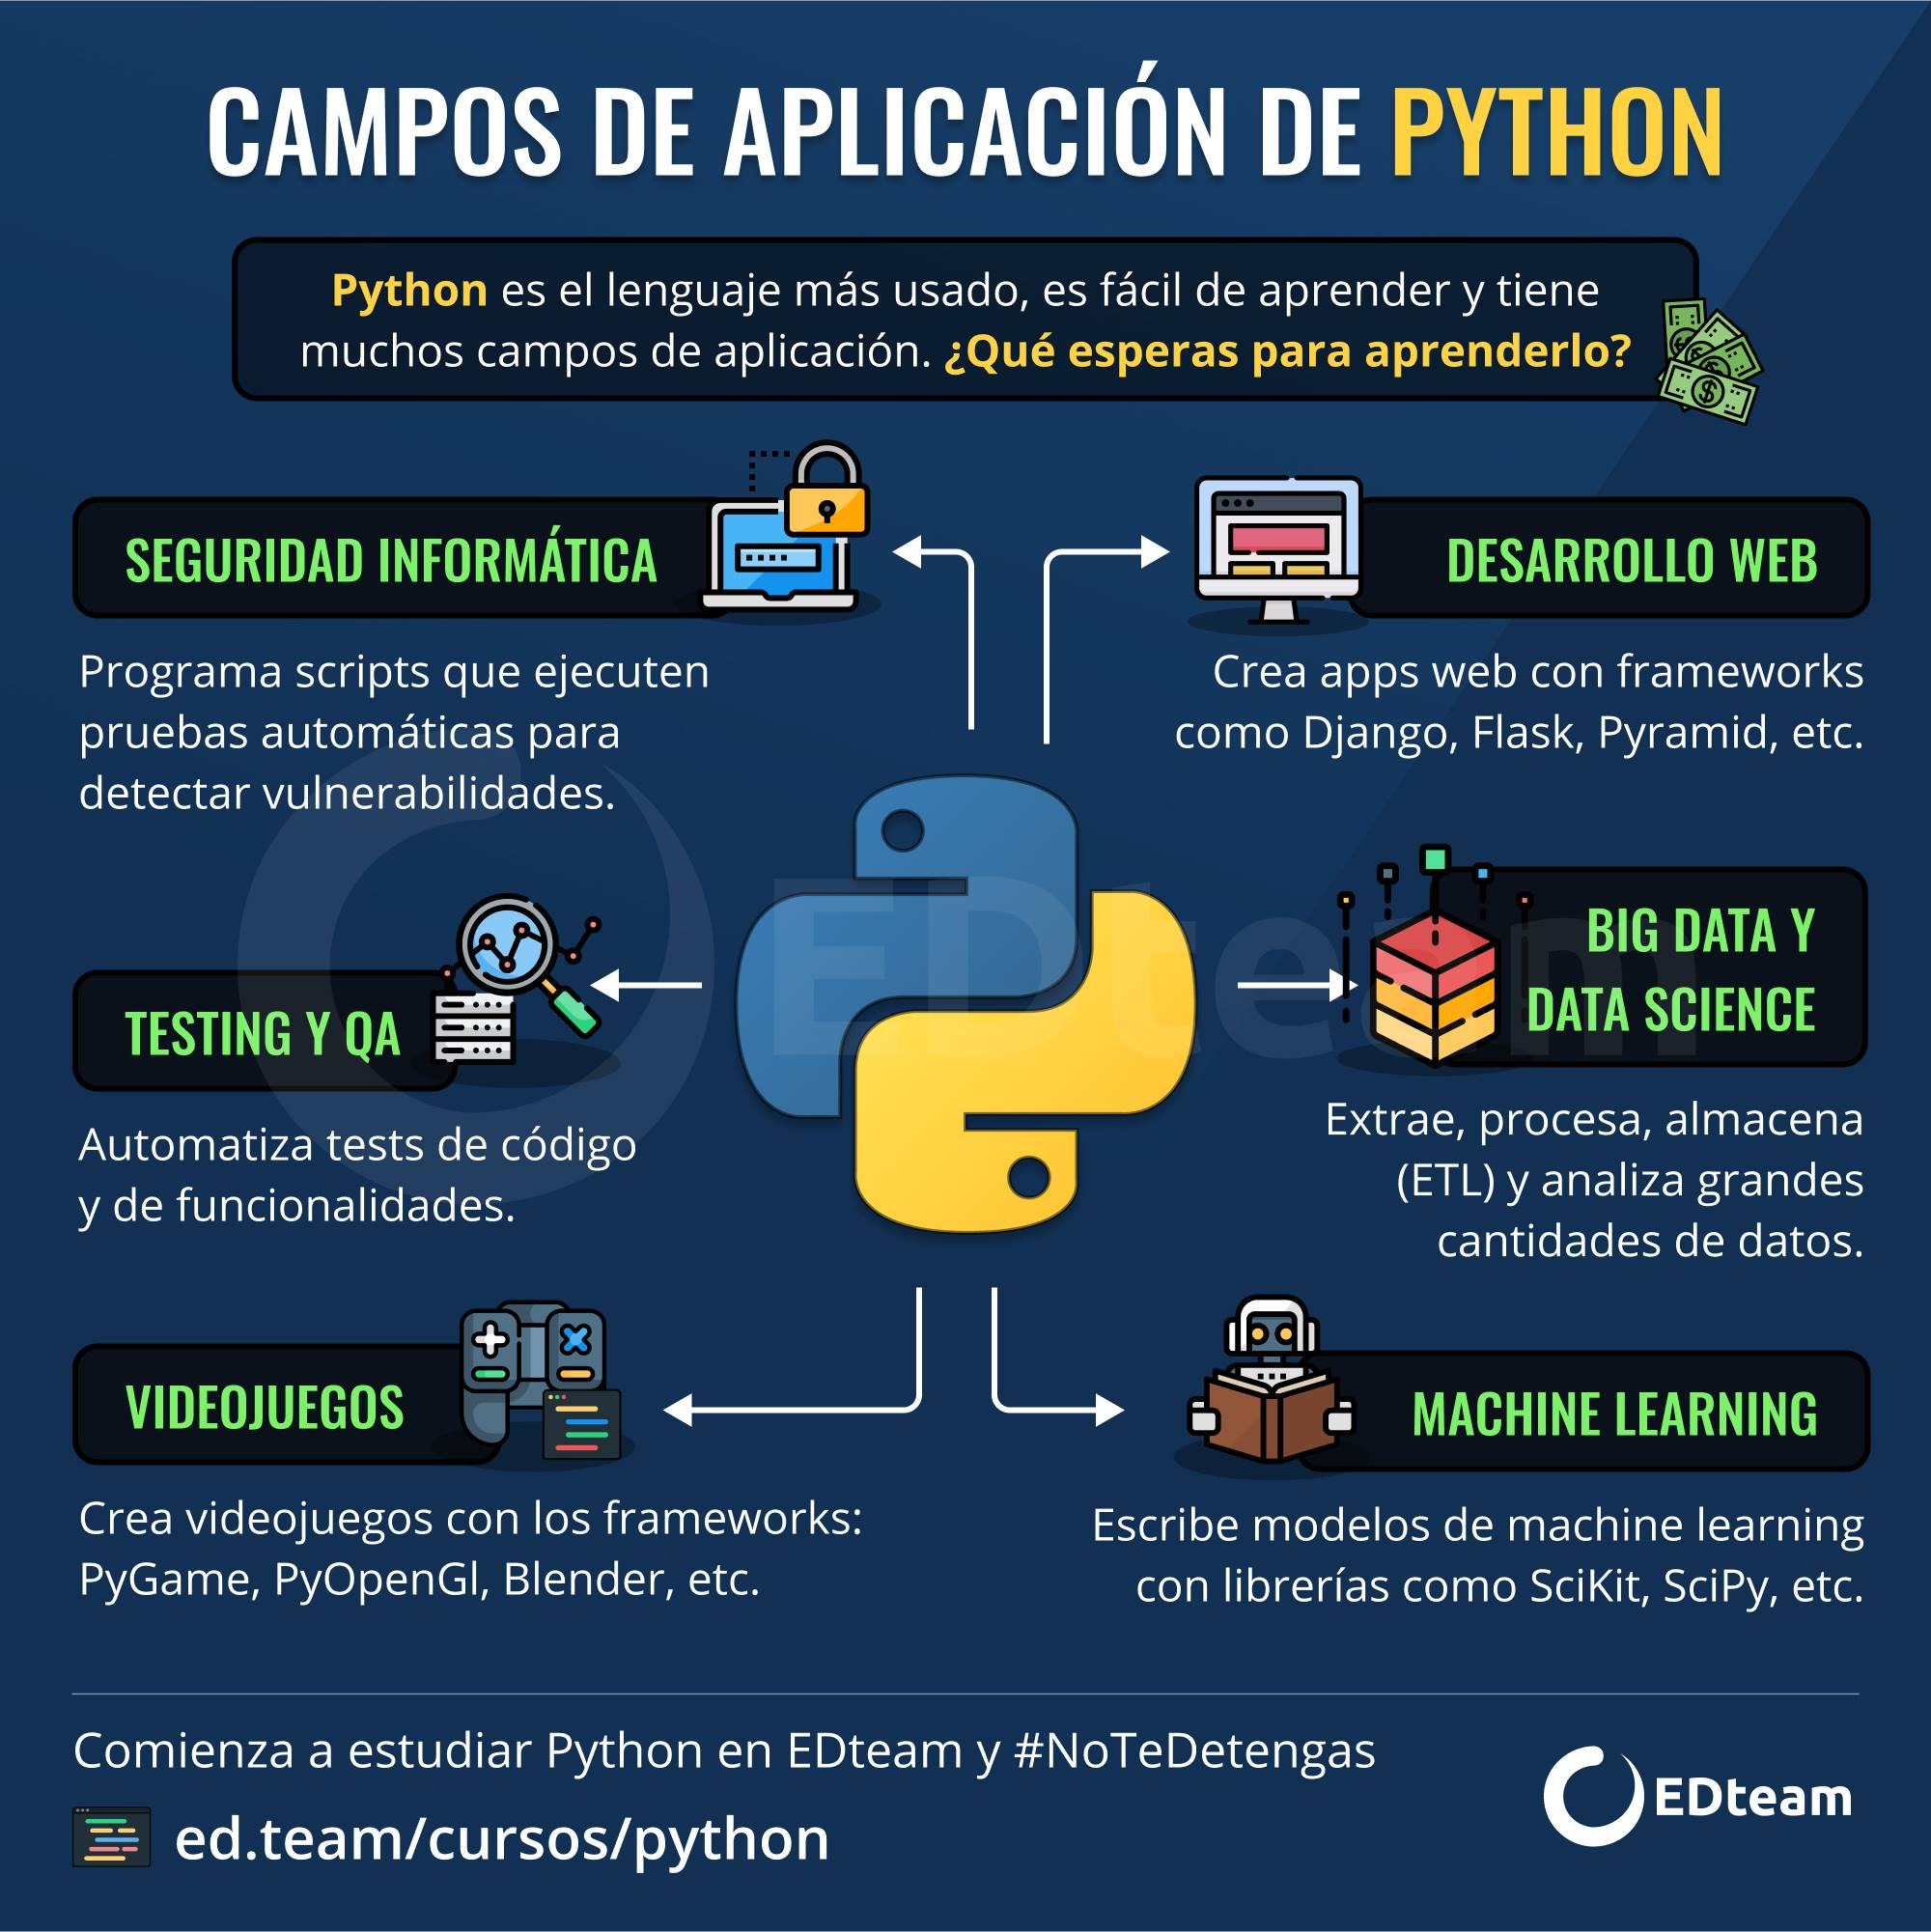 CAMPOS DE APLICACIÓN DE PYTHON
Python es el lenguaje más usado, es fácil de aprender y tiene
muchos campos de aplicación. ¿Qué esperas para aprenderlo?
SEGURIDAD INFORMÁTICA
Programa scripts que ejecuten
pruebas automáticas para
detectar vulnerabilidades.
DESARROLLO WEB
Crea apps web con frameworks
como Django, Flask, Pyramid, etc.
TESTING Y QA
Automatiza tests de código
y de funcionalidades.
BIG DATA Y
DATA SCIENCE
Extrae, procesa, almacena
(ETL) y analiza grandes
cantidades de datos.
VIDEOJUEGOS
Crea videojuegos con los frameworks:
PyGame, PyOpenGl, Blender, etc.
MACHINE LEARNING
Escribe modelos de machine learning
con librerías como SciKit, SciPy, etc.
EDteam
Comienza a estudiar Python en EDteam y #NoTeDetengas
ed.team/cursos/python
EDteam